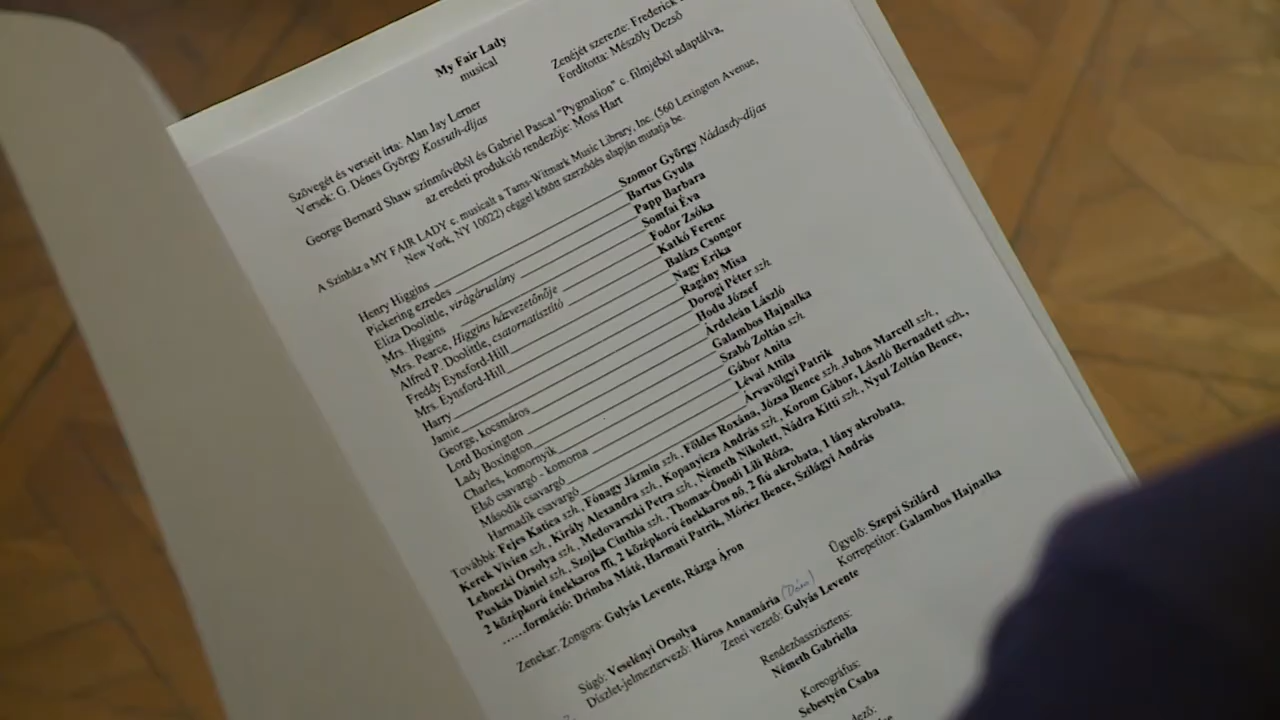 My Fair Lady
musical
Szövegét és verseit írta: Alan Jay Lerner
Zenéjét szerezte: Frederick
Versek: G. Dénes György Kossuth-díjas
Fordította: Mészöly Dezső
George Bernard Shaw színművéből és Gabriel Pascal "Pygmalion" c. filmjéből adaptálva,
az eredeti produkció rendezője: Moss Hart
A Színház a MY FAIR LADY c. musicalt a Tams-Witmark Music Library, Inc. (560 Lexington Avenue,
New York, NY 10022) céggel kötött szerződés alapján mutatja be.
Henry Higgins Szomor György Nádasdy-díjas
Pickering ezredes Bartus Gyula
Eliza Doolittle, virágáruslány Papp Barbara
Mrs. Higgins Somfai Éva
Mrs. Pearce, Higgins házvezetőnője Fodor Zsóka
Alfred P. Doolittle, csatornatisztító Katkó Ferenc
Freddy Eynsford-Hill Balázs Csongor
Mrs. Eynsford-Hill Nagy Erika
Harry Ragány Misa
Jamie Dorogi Péter szh.
George, kocsmáros Hodu József
Lord Boxington Árdeleán László
Lady Boxington Galambos Hajnalka
Charles, komornyik Szabó Zoltán szh.
Első csavargó - komorna Gábor Anita
Második csavargó Lévai Attila
Harmadik csavargó Árvavölgyi Patrik
Továbbá: Fejes Katica szh., Fónagy Jázmin szh., Földes Roxána, Józsa Bence szh. Juhos Marcell szh.,
Kerek Vivien szh., Király Alexandra szh., Kopanyicza András szh., Korom Gábor, László Bernadett szh.,
Lehoczki Orsolya szh., Medovarszki Petra szh., Németh Nikolett, Nádra Kitti szh., Nyul Zoltán Bence,
Puskás Dániel szh., Szojka Cinthia szh., Thomas-Ónodi Lili Róza,
2 középkorú énekkaros ffi, 2 középkorú énekkaros nő, 2 fiú akrobata, 1 lány akrobata,
......formáció: Drimba Máté, Harmati Patrik, Móricz Bence, Szilágyi András
Zenekar: Zongora: Gulyás Levente, Rázga Áron
Súgó: Veselényi Orsolya
Ügyelő: Szepsi Szilárd
Díszlet-jelmeztervező: Húros Annamária (Dóra)
Korrepetitor: Galambos Hajnalka
Zenei vezető: Gulyás Levente
Rendezőasszisztens:
Németh Gabriella
Koreográfus:
Sebestyén Csaba